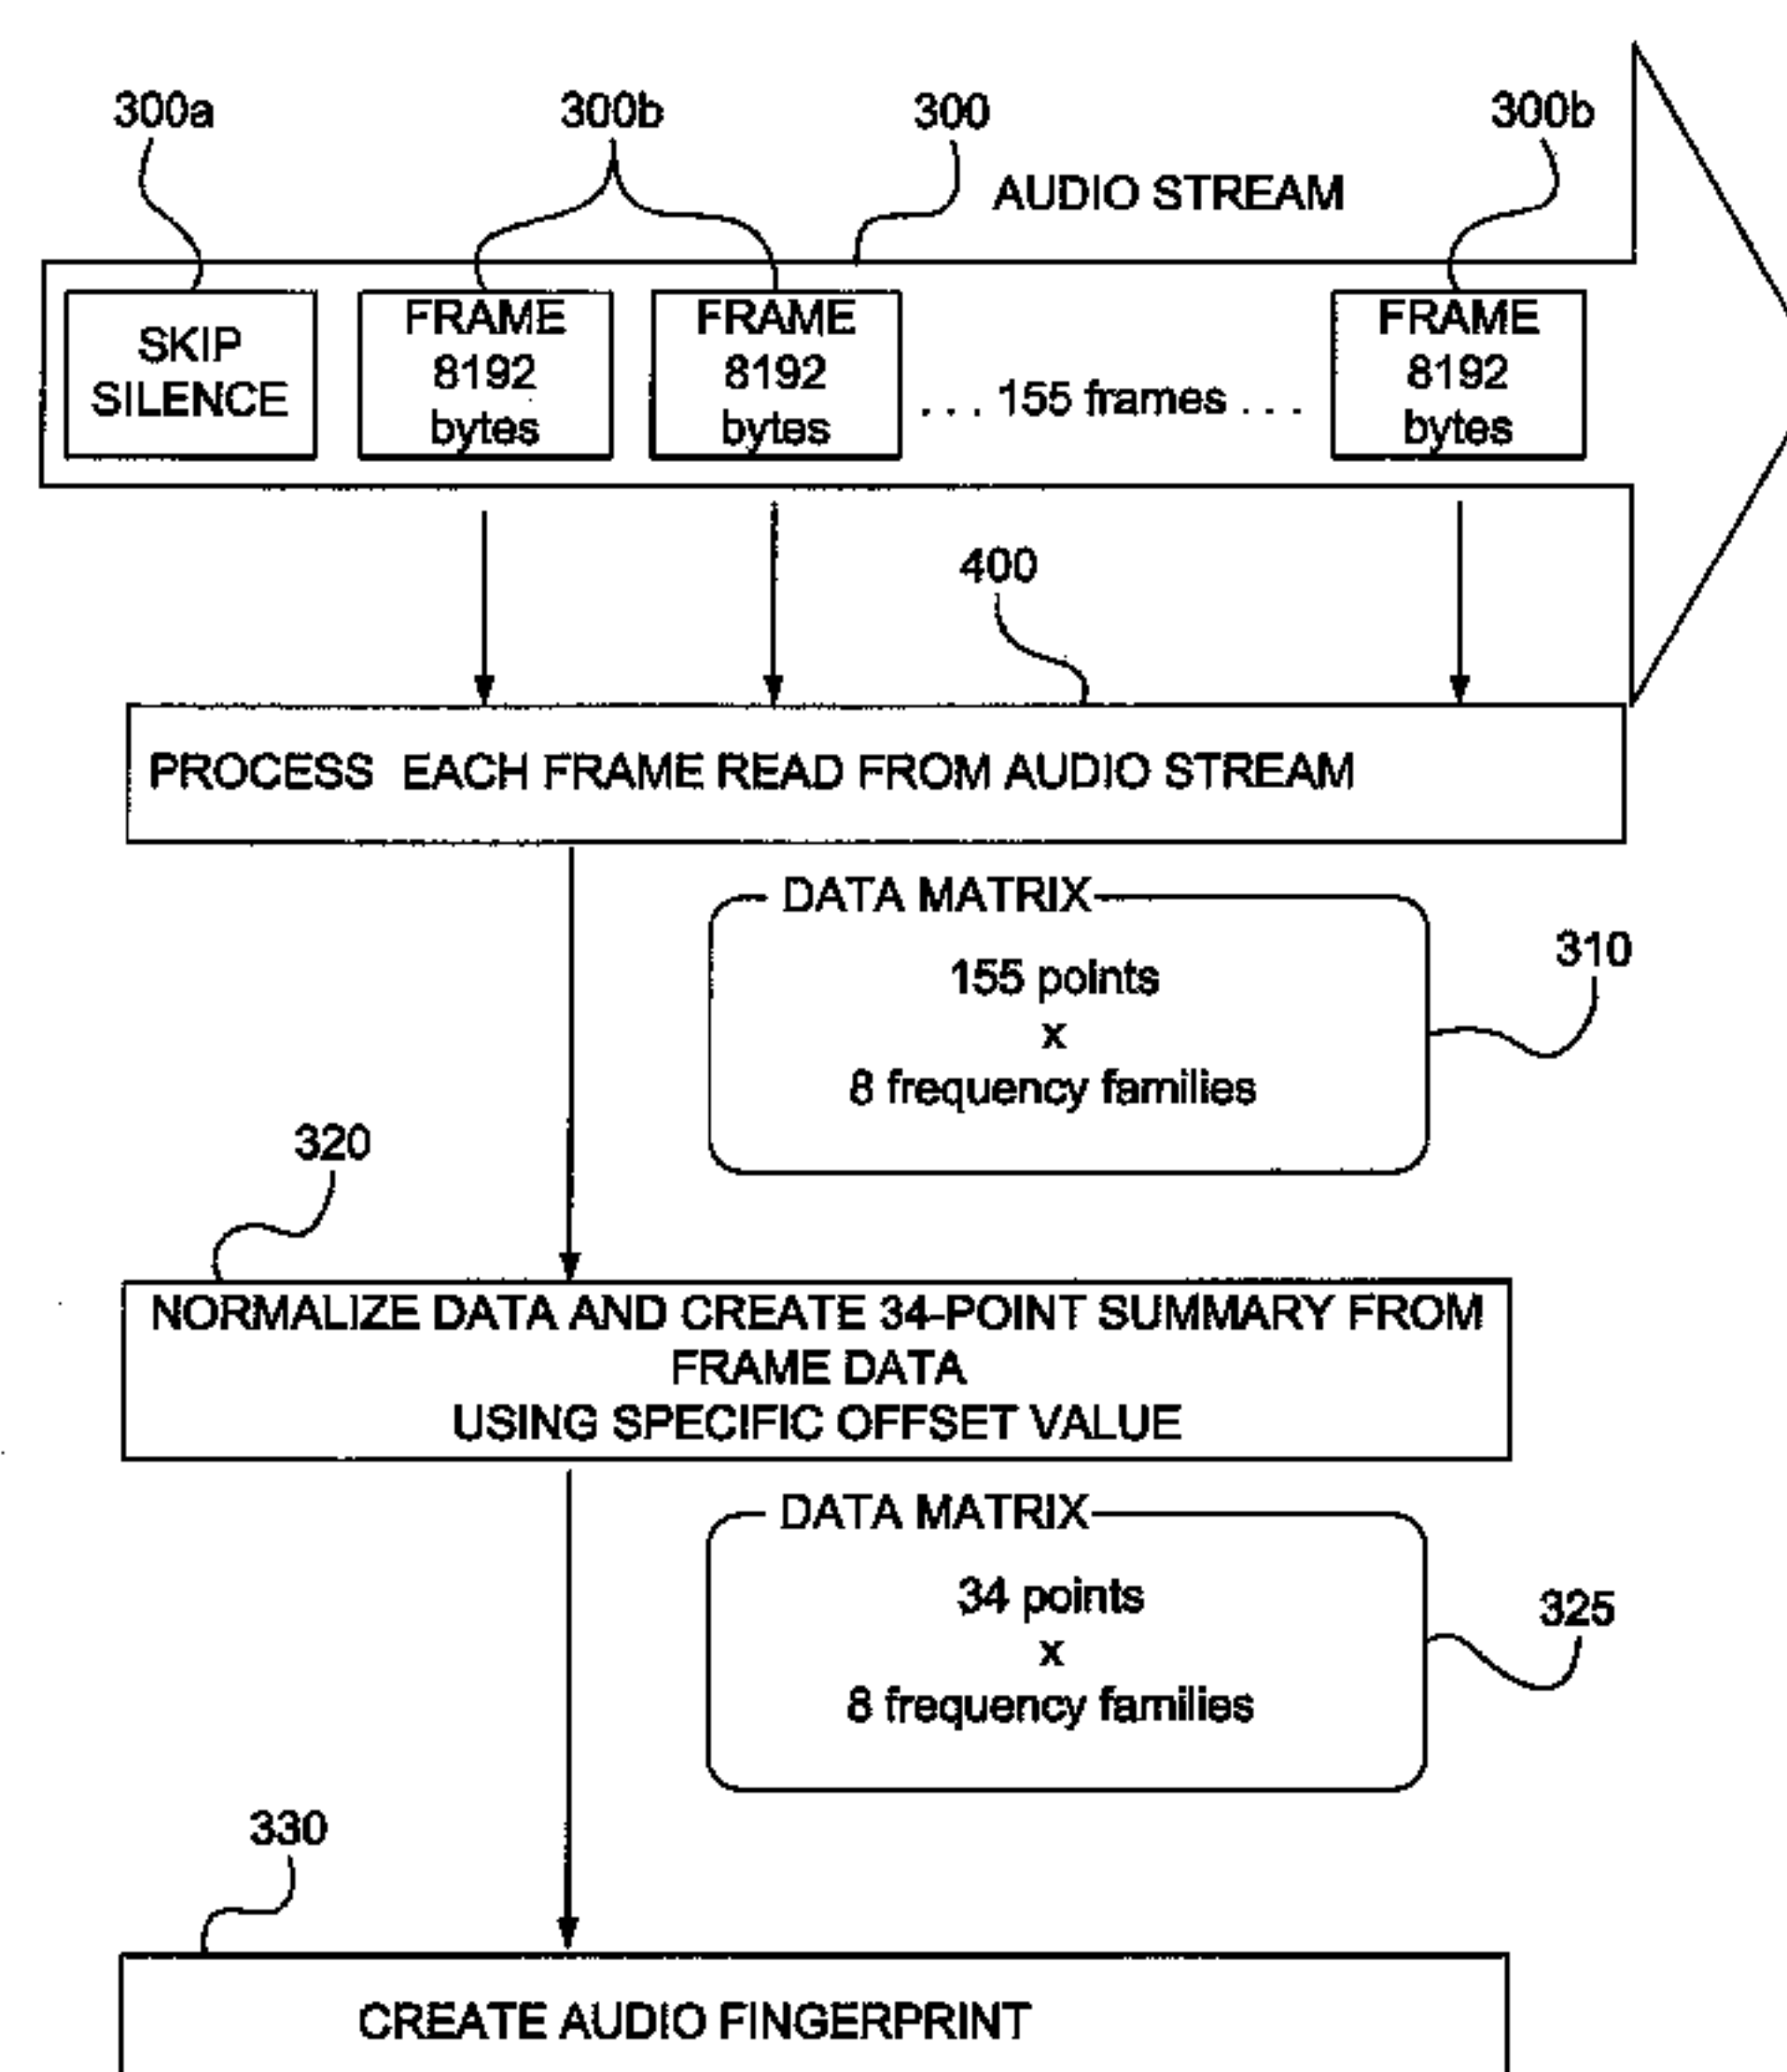 300a
300b
300
300b
AUDIO STREAM
SKIP
SILENCE
FRAME
8192
bytes
FRAME
8192
bytes
. . . 155 frames . . .
FRAME
8192
bytes
400
PROCESS EACH FRAME READ FROM AUDIO STREAM
DATA MATRIX
155 points
x
8 frequency families
310
320
NORMALIZE DATA AND CREATE 34-POINT SUMMARY FROM
FRAME DATA
USING SPECIFIC OFFSET VALUE
DATA MATRIX
34 points
x
8 frequency families
325
330
CREATE AUDIO FINGERPRINT